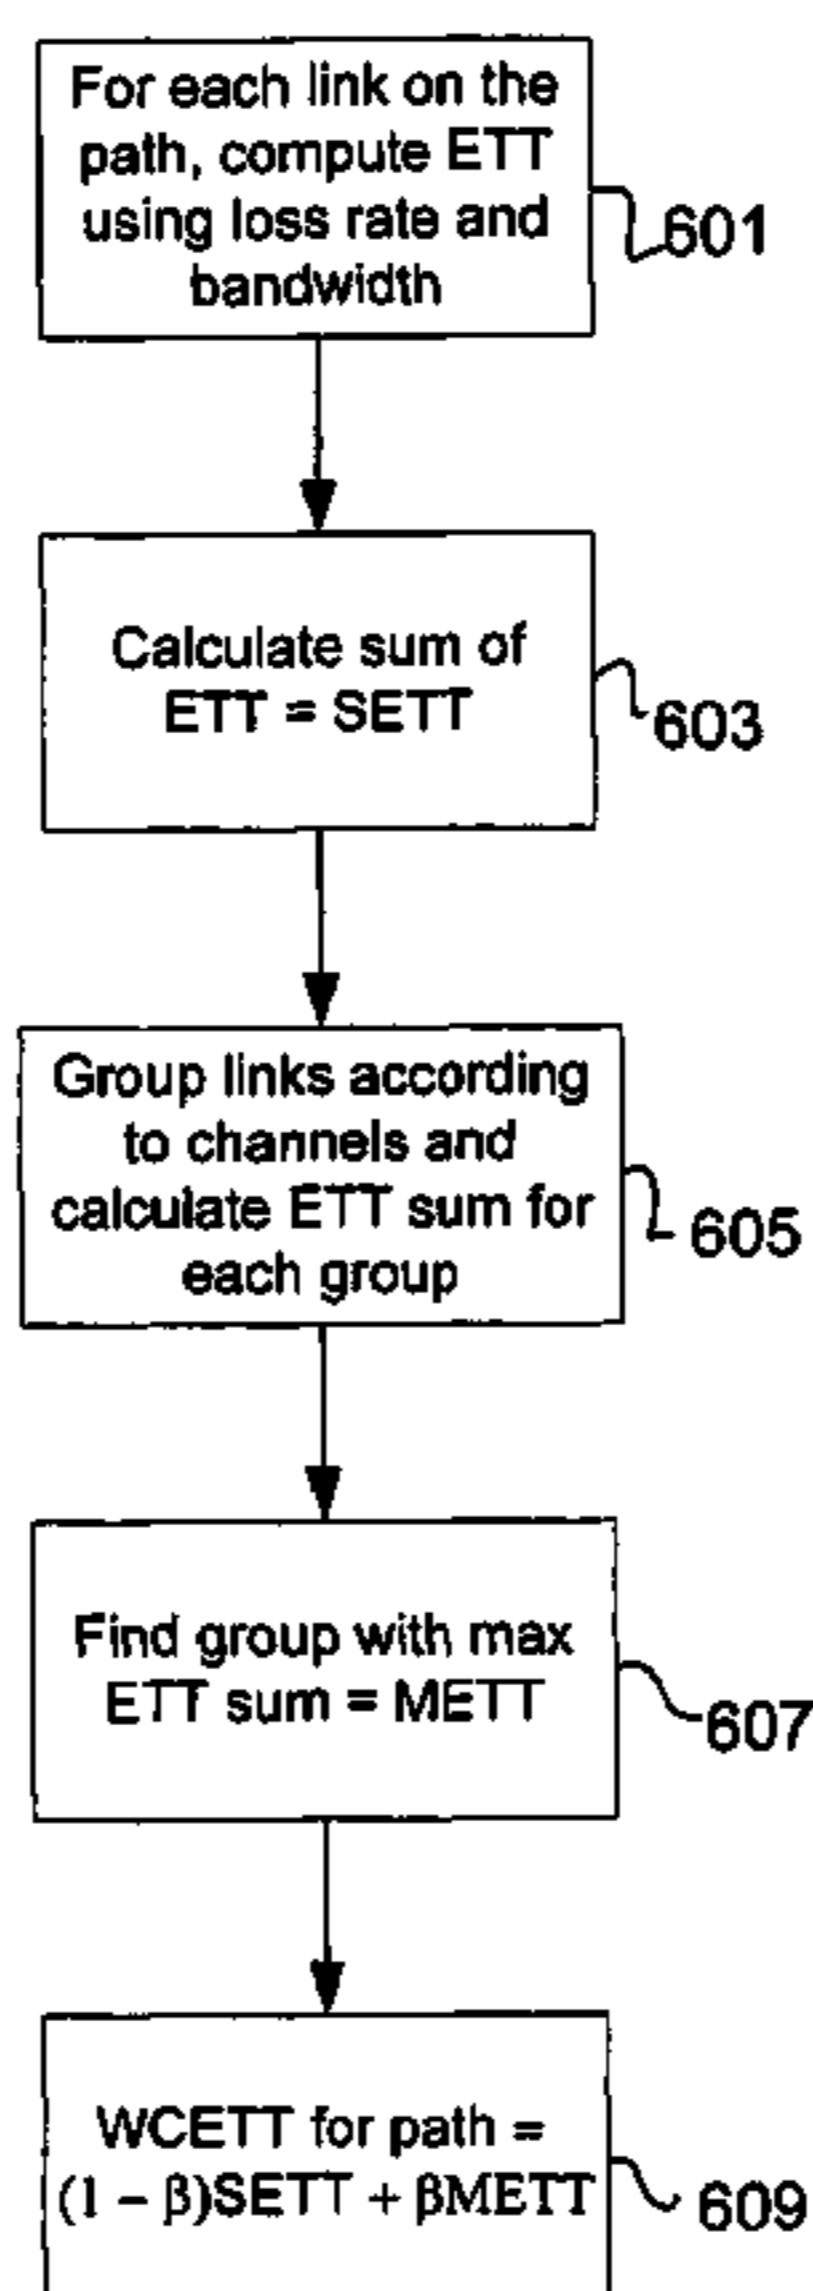 For each link on the
path, compute ETT
using loss rate and
bandwidth
601
Calculate sum of
ETT = SETT
603
Group links according
to channels and
calculate ETT sum for
each group
605
Find group with max
ETT sum = METT
607
WCETT for path =
(1 – β)SETT + βMETT
609